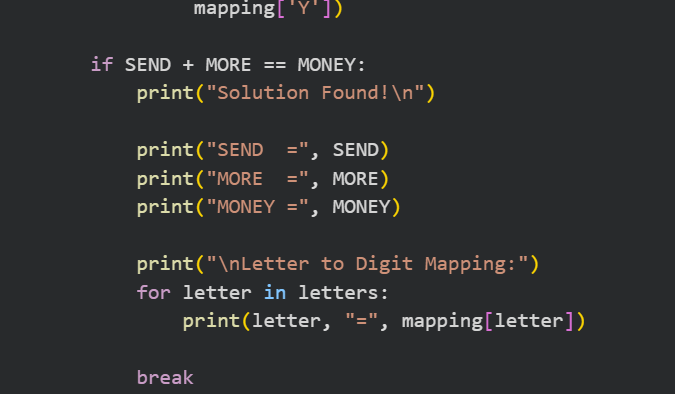 mapping['Y'])
if SEND + MORE == MONEY:
print("Solution Found!\n")
print("SEND  =", SEND)
print("MORE  =", MORE)
print("MONEY =", MONEY)
print("\nLetter to Digit Mapping:")
for letter in letters:
print(letter, "=", mapping[letter])
break